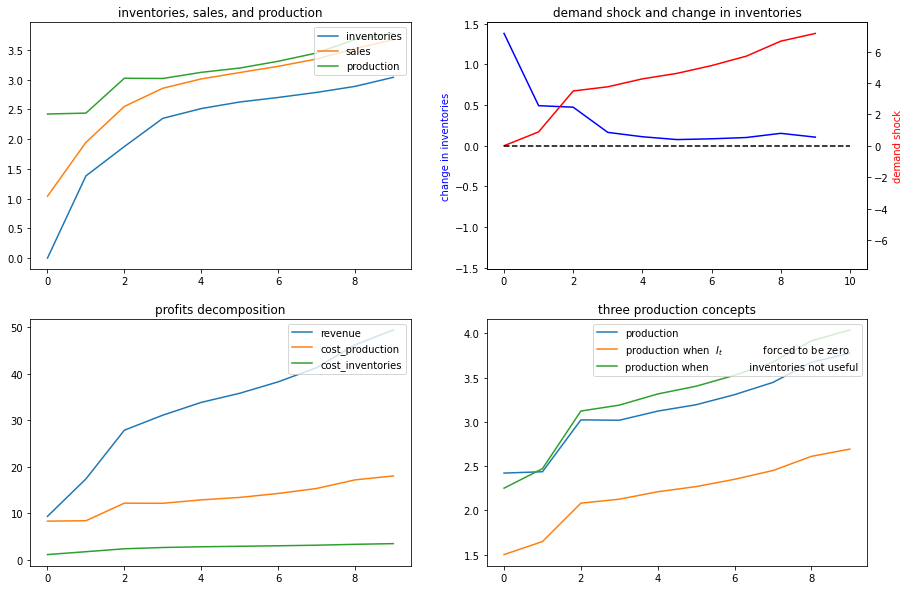 inventories, sales, and production
3.5
3.0
2.5
2.0
1.5
1.0
0.5
0.0
0 2 4 6 8
inventories
sales
production
demand shock and change in inventories
change in inventories
1.5
1.0
0.5
0.0
−0.5
−1.0
−1.5
0 2 4 6 8 10
6
4
2
0
−2
−4
−6
demand shock
profits decomposition
50
40
30
20
10
0
0 2 4 6 8
revenue
cost_production
cost_inventories
three production concepts
4.0
3.5
3.0
2.5
2.0
1.5
0 2 4 6 8
production
production when I_t forced to be zero
production when inventories not useful